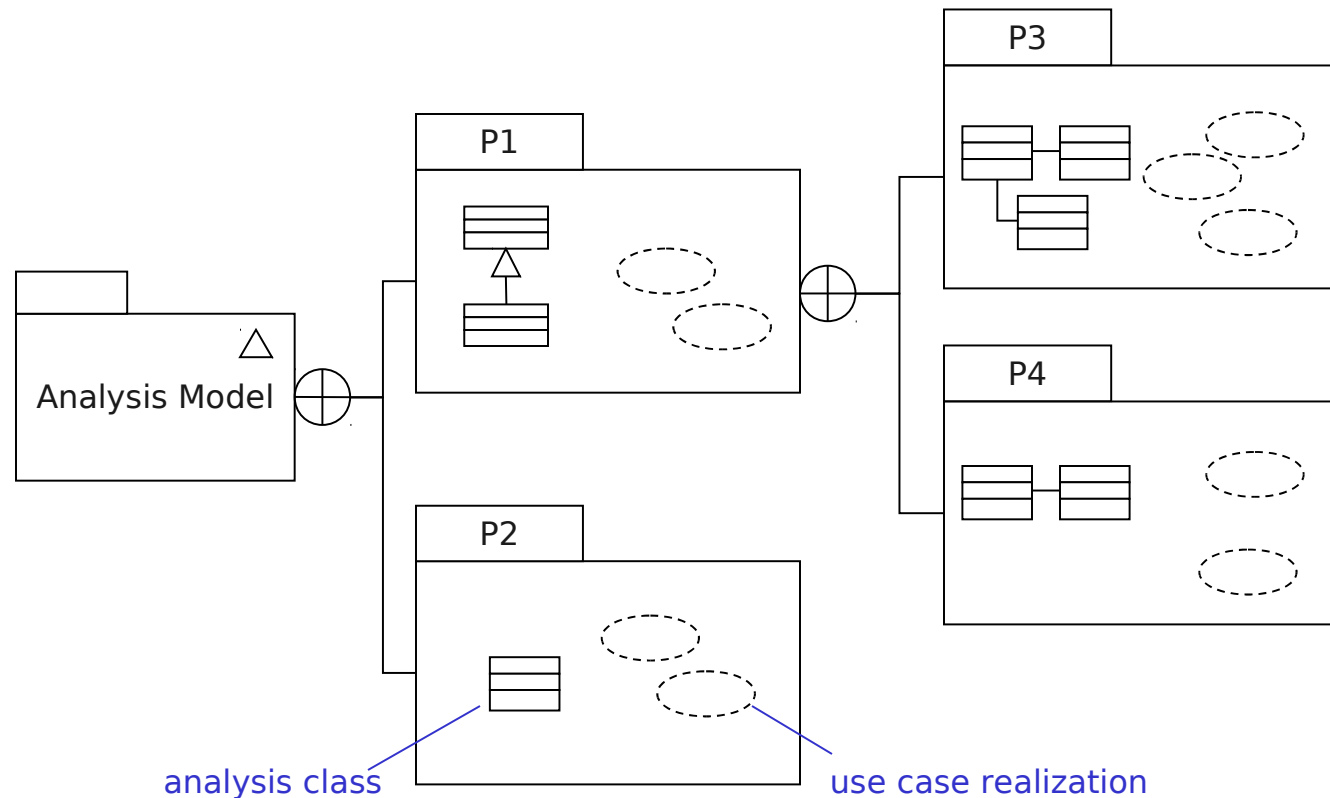 P3
P1
Analysis Model
P4
P2
analysis class
use case realization